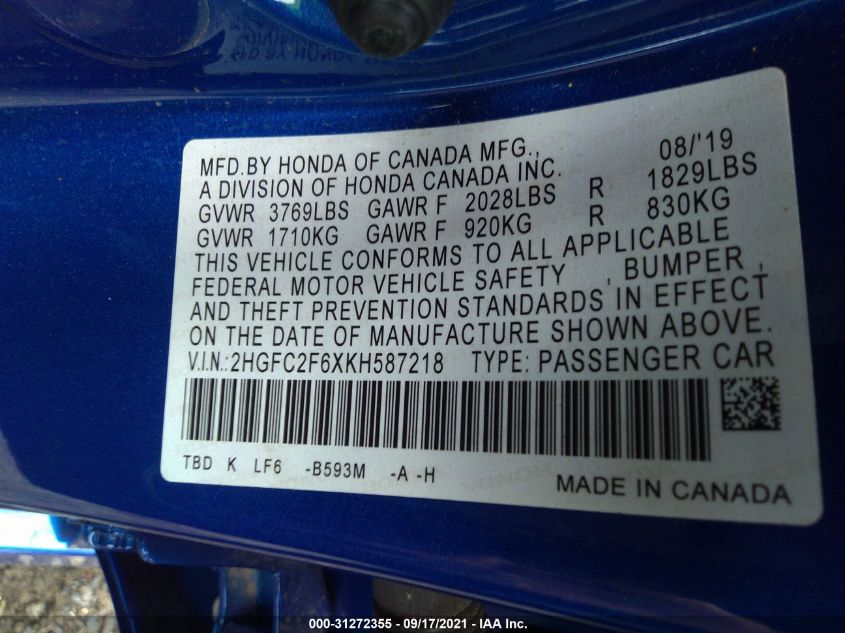 MFD. BY HONDA OF CANADA MFG., 08/'19
A DIVISION OF HONDA CANADA INC.
GVWR 3769LBS GAWR F 2028LBS R 1829LBS
GVWR 1710KG GAWR F 920KG R 830KG
THIS VEHICLE CONFORMS TO ALL APPLICABLE
FEDERAL MOTOR VEHICLE SAFETY , BUMPER ,
AND THEFT PREVENTION STANDARDS, IN EFFECT
ON THE DATE OF MANUFACTURE SHOWN ABOVE.
V.I.N.: 2HGFC2F6XKH587218 TYPE: PASSENGER CAR
TBD K LF6 -B593M -A -H
MADE IN CANADA
000-31272355 — 09/17/2021 - IAA Inc.